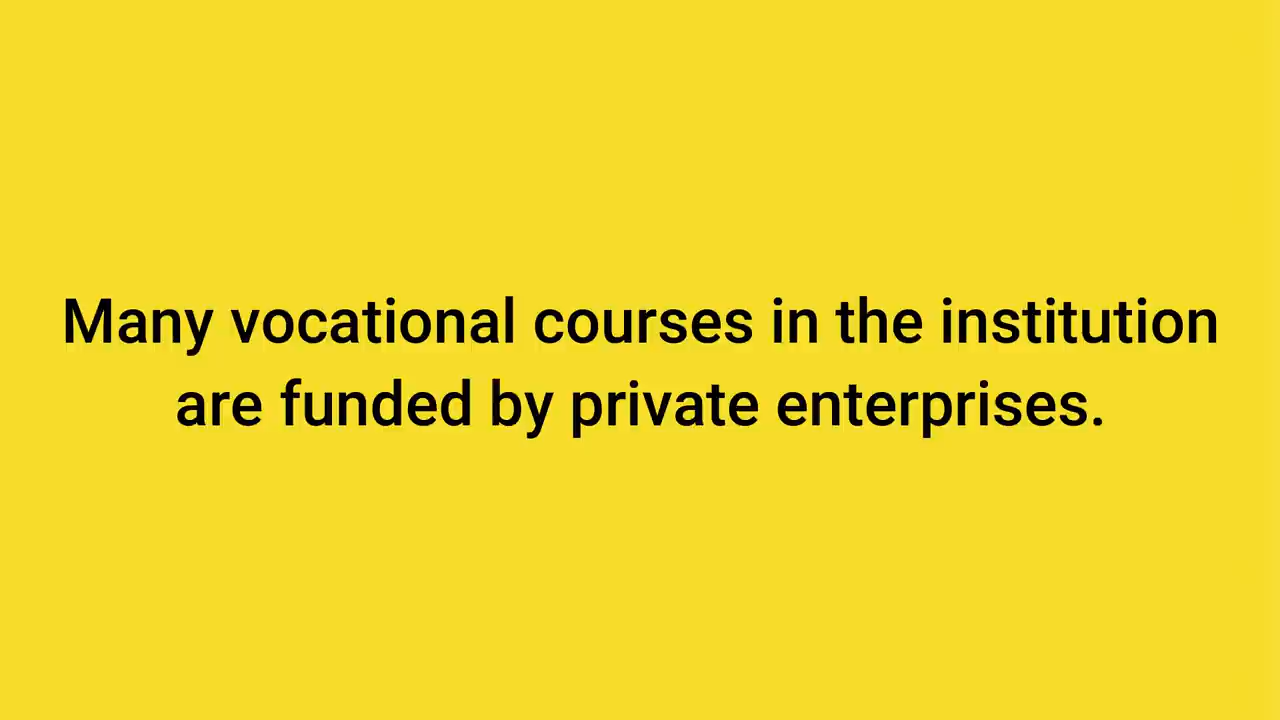 Many vocational courses in the institution
are funded by private enterprises.